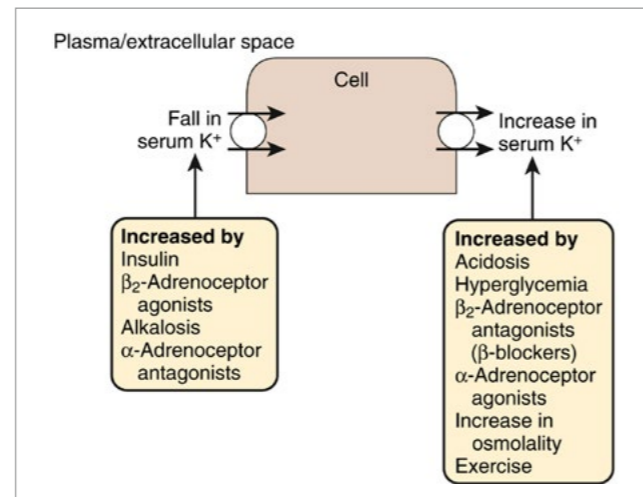 Plasma/extracellular space
Cell
Fall in
serum K⁺
Increase in
serum K⁺
Increased by
Insulin
β₂-Adrenoceptor
agonists
Alkalosis
α-Adrenoceptor
antagonists
Increased by
Acidosis
Hyperglycemia
β₂-Adrenoceptor
antagonists
(β-blockers)
α-Adrenoceptor
agonists
Increase in
osmolality
Exercise